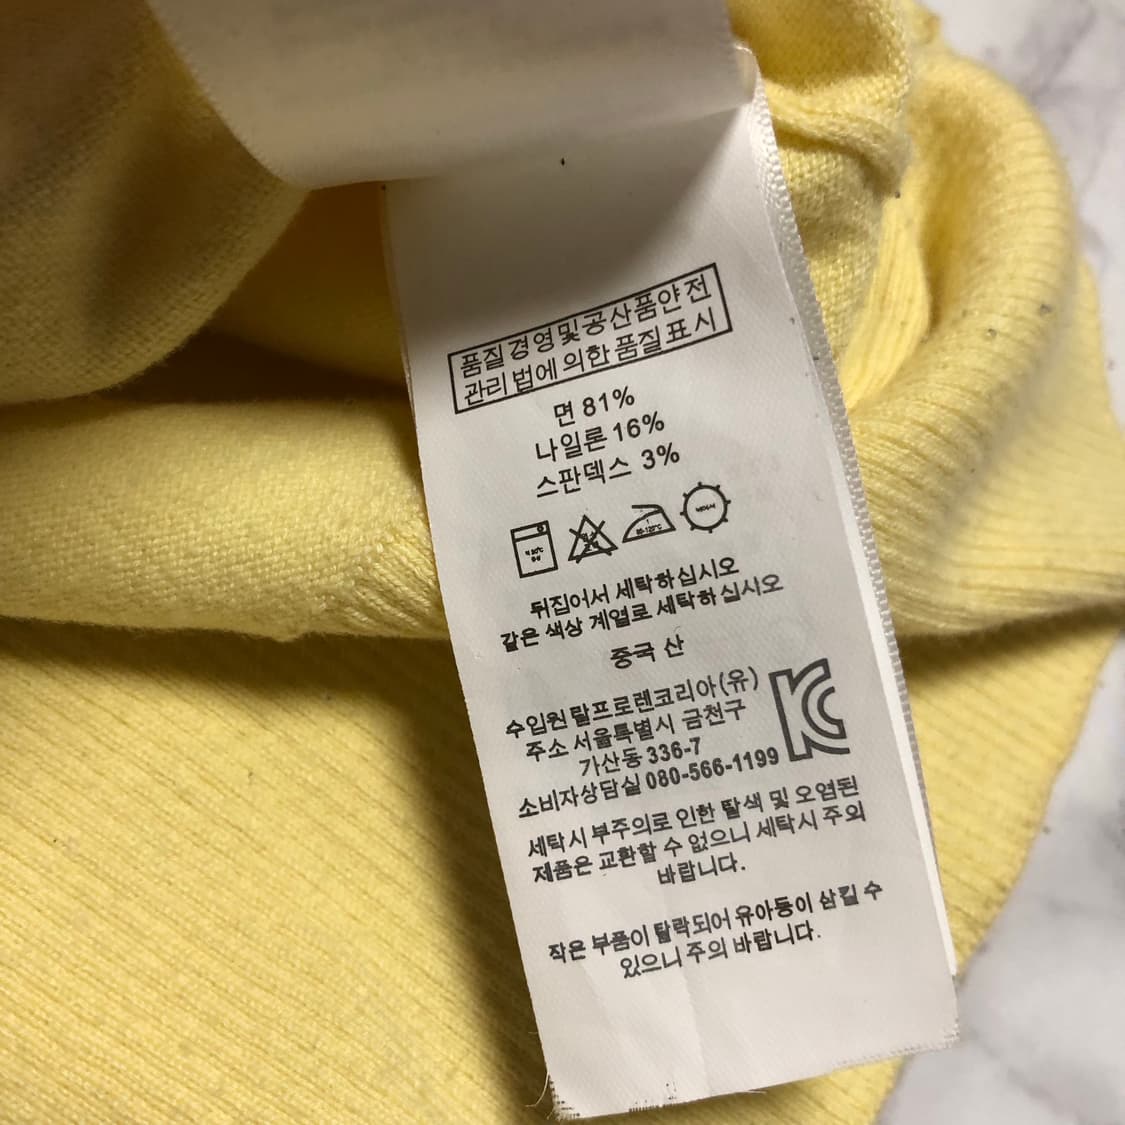 품질경영및공산품안전
관리법에의한품질표시
면 81%
나일론 16%
스판덱스 3%
80-120°C
뒤집어서 세탁하십시오
같은 색상 계열로 세탁하십시오
중국 산
수입원 랄프로렌코리아(유)
주소 서울특별시 금천구
가산동 336-7
소비자상담실 080-566-1199
세탁시 부주의로 인한 탈색 및 오염된
제품은 교환할 수 없으니 세탁시 주의
바랍니다.
작은 부품이 탈락되어 유아등이 삼킬 수
있으니 주의 바랍니다.